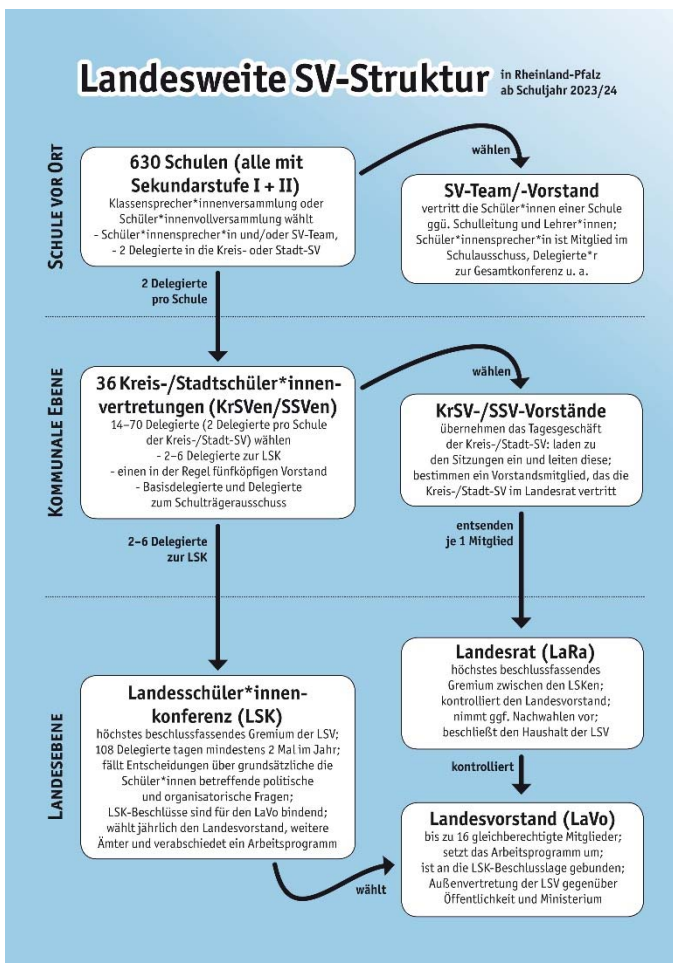 Landesweite SV-Struktur
in Rheinland-Pfalz
ab Schuljahr 2023/24
SCHULE VOR ORT
630 Schulen (alle mit
Sekundarstufe I + II)
Klassensprecher*innenversammlung oder
Schüler*innenvollversammlung wählt
- Schüler*innensprecher*in und/oder SV-Team,
- 2 Delegierte in die Kreis- oder Stadt-SV
wählen
SV-Team/-Vorstand
vertritt die Schüler*innen einer Schule
ggü. Schulleitung und Lehrer*innen;
Schüler*innensprecher*in ist Mitglied im
Schulausschuss, Delegierte*r
zur Gesamtkonferenz u. a.
2 Delegierte
pro Schule
KOMMUNALE EBENE
36 Kreis-/Stadtschüler*innen-
vertretungen (KrSVen/SSVen)
14–70 Delegierte (2 Delegierte pro Schule
der Kreis-/Stadt-SV) wählen
- 2–6 Delegierte zur LSK
- einen in der Regel fünfköpfigen Vorstand
- Basisdelegierte und Delegierte
zum Schulträgerausschuss
wählen
KrSV-/SSV-Vorstände
übernehmen das Tagesgeschäft
der Kreis-/Stadt-SV: laden zu
den Sitzungen ein und leiten diese;
bestimmen ein Vorstandsmitglied, das die
Kreis-/Stadt-SV im Landesrat vertritt
2–6 Delegierte
zur LSK
entsenden
je 1 Mitglied
LANDESEBENE
Landesschüler*innen-
konferenz (LSK)
höchstes beschlussfassendes Gremium der LSV;
108 Delegierte tagen mindestens 2 Mal im Jahr;
fällt Entscheidungen über grundsätzliche die
Schüler*innen betreffende politische
und organisatorische Fragen;
LSK-Beschlüsse sind für den LaVo bindend;
wählt jährlich den Landesvorstand, weitere
Ämter und verabschiedet ein Arbeitsprogramm
Landesrat (LaRa)
höchstes beschlussfassendes
Gremium zwischen den LSKen;
kontrolliert den Landesvorstand;
nimmt ggf. Nachwahlen vor;
beschließt den Haushalt der LSV
kontrolliert
Landesvorstand (LaVo)
bis zu 16 gleichberechtigte Mitglieder;
setzt das Arbeitsprogramm um;
ist an die LSK-Beschlusslage gebunden;
Außenvertretung der LSV gegenüber
Öffentlichkeit und Ministerium
wählt